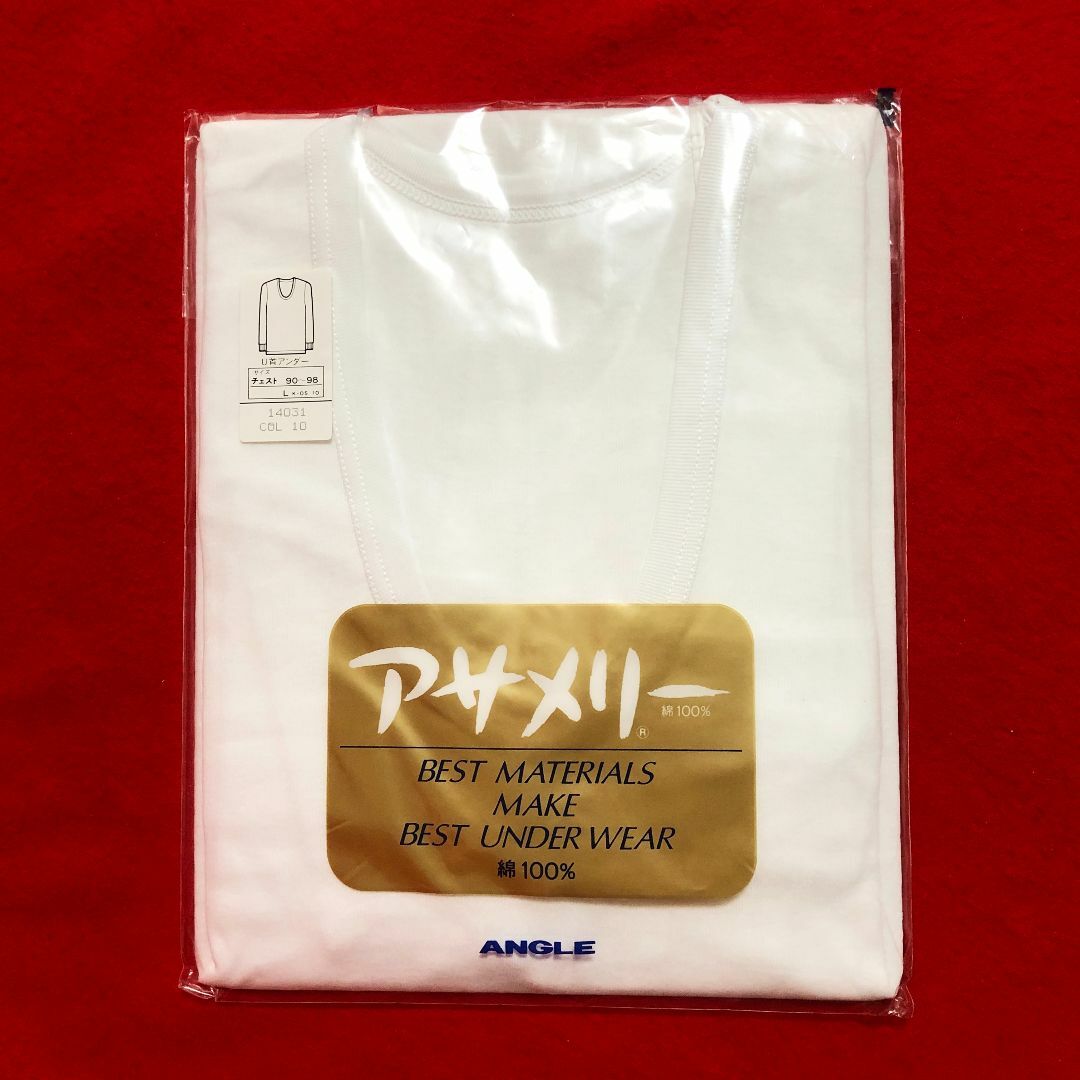 U首アンダー
サイズ
チェスト 90-98
L
14031
COL 10
アサメリー®
綿100%
BEST MATERIALS
MAKE
BEST UNDER WEAR
綿100%
ANGLE